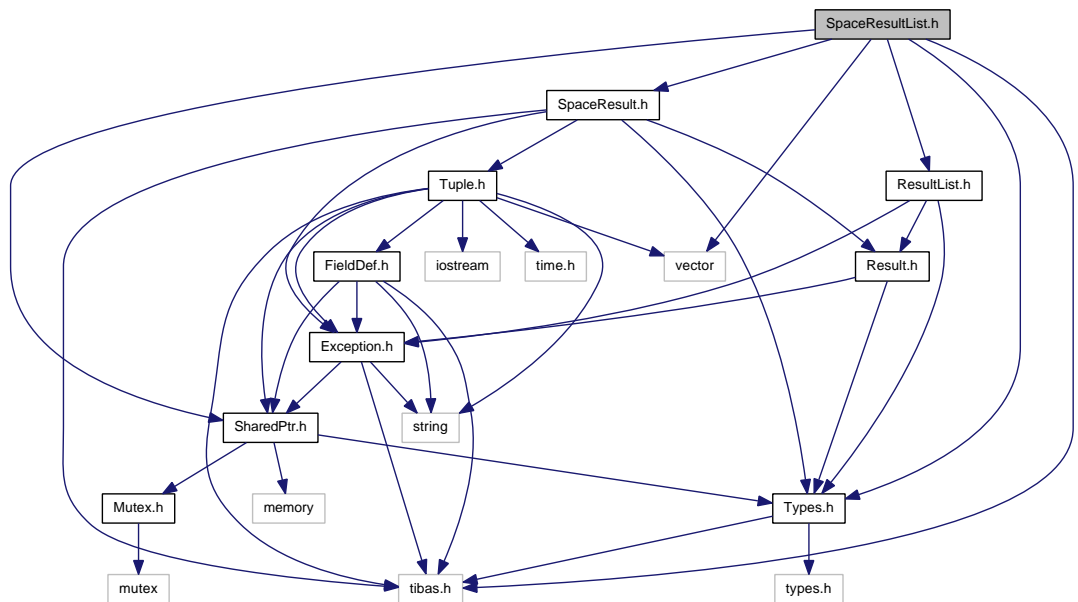 SpaceResultList.h
SpaceResult.h
Tuple.h
ResultList.h
FieldDef.h
iostream
time.h
vector
Result.h
Exception.h
SharedPtr.h
string
Mutex.h
memory
Types.h
mutex
tibas.h
types.h